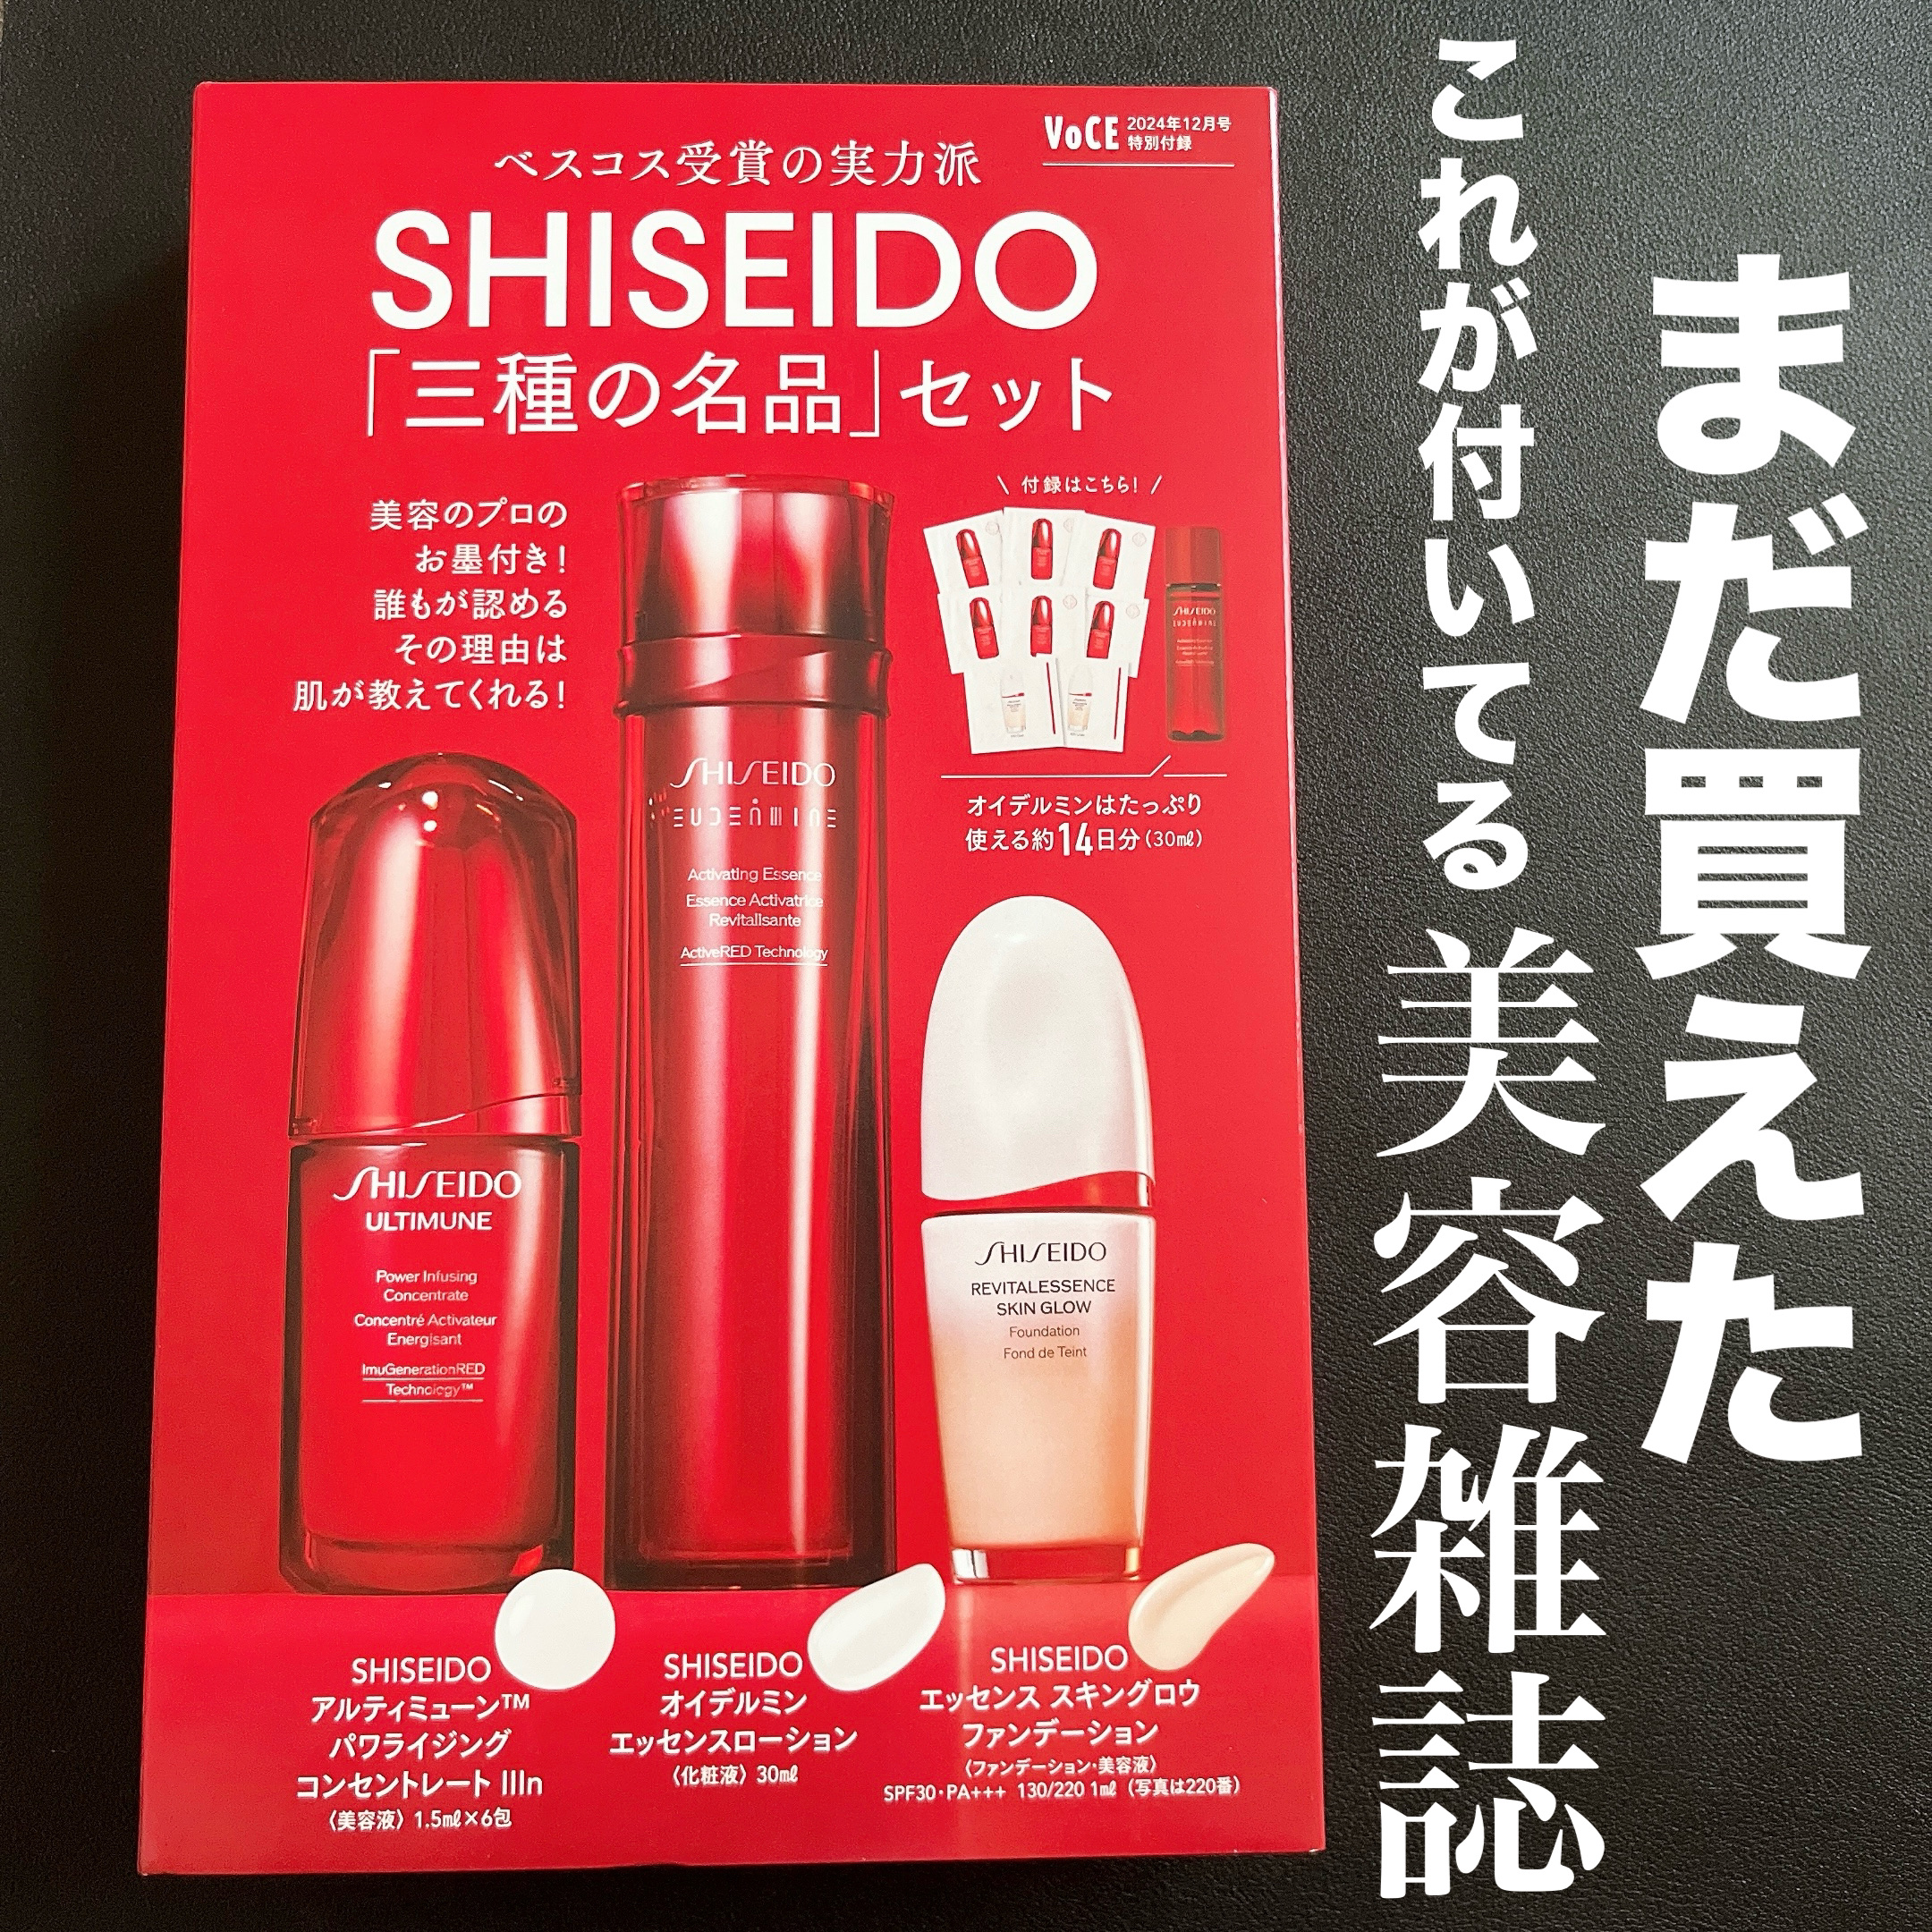 まだ買えた
これが付いてる美容雑誌
VOCE 2024年12月号
特別付録
ベスコス受賞の実力派
SHISEIDO
「三種の名品」セット
美容のプロの
お墨付き!
誰もが認める
その理由は
肌が教えてくれる!
\ 付録はこちら! /
SHISEIDO
オイデルミンはたっぷり
使える約14日分(30㎖)
SHISEIDO
EUDERMINE
Activating Essence
Essence Activatrice
Revitalisante
ActiveRED Technology
SHISEIDO
ULTIMUNE
Power Infusing
Concentrate
Concentré Activateur
Energisant
ImuGenerationRED
Technology™
SHISEIDO
REVITALESSENCE
SKIN GLOW
Foundation
Fond de Teint
SHISEIDO
アルティミューン™
パワライジング
コンセントレート IIIn
〈美容液〉1.5㎖×6包
SHISEIDO
オイデルミン
エッセンスローション
〈化粧液〉30㎖
SHISEIDO
エッセンス スキングロウ
ファンデーション
〈ファンデーション・美容液〉
SPF30・PA+++ 130/220 1㎖(写真は220番)